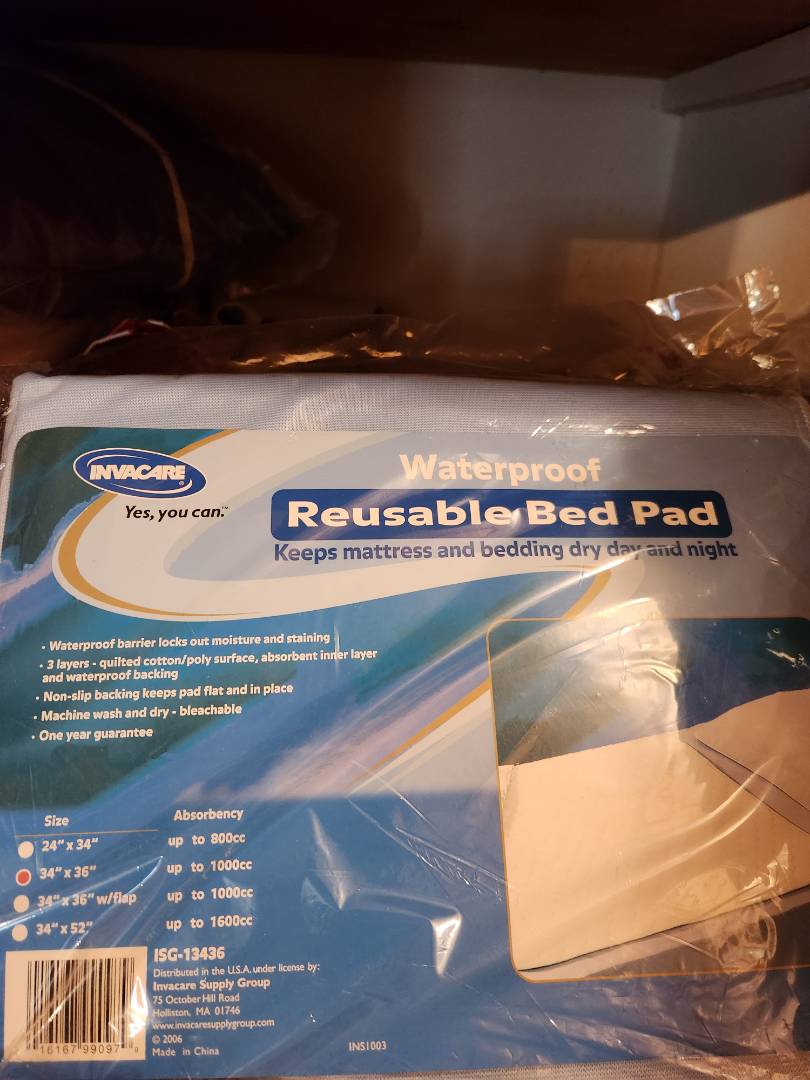 INVACARE®
Yes, you can.™
Waterproof
Reusable Bed Pad
Keeps mattress and bedding dry day and night
· Waterproof barrier locks out moisture and staining
· 3 layers - quilted cotton/poly surface, absorbent inner layer
and waterproof backing
· Non-slip backing keeps pad flat and in place
· Machine wash and dry - bleachable
· One year guarantee
Size Absorbency
24" x 34" up to 800cc
34" x 36" up to 1000cc
34" x 36" w/flap up to 1000cc
34" x 52" up to 1600cc
ISG-13436
Distributed in the U.S.A. under license by:
Invacare Supply Group
75 October Hill Road
Holliston, MA 01746
www.invacaresupplygroup.com
© 2006
Made in China
INS1003
16167 99097